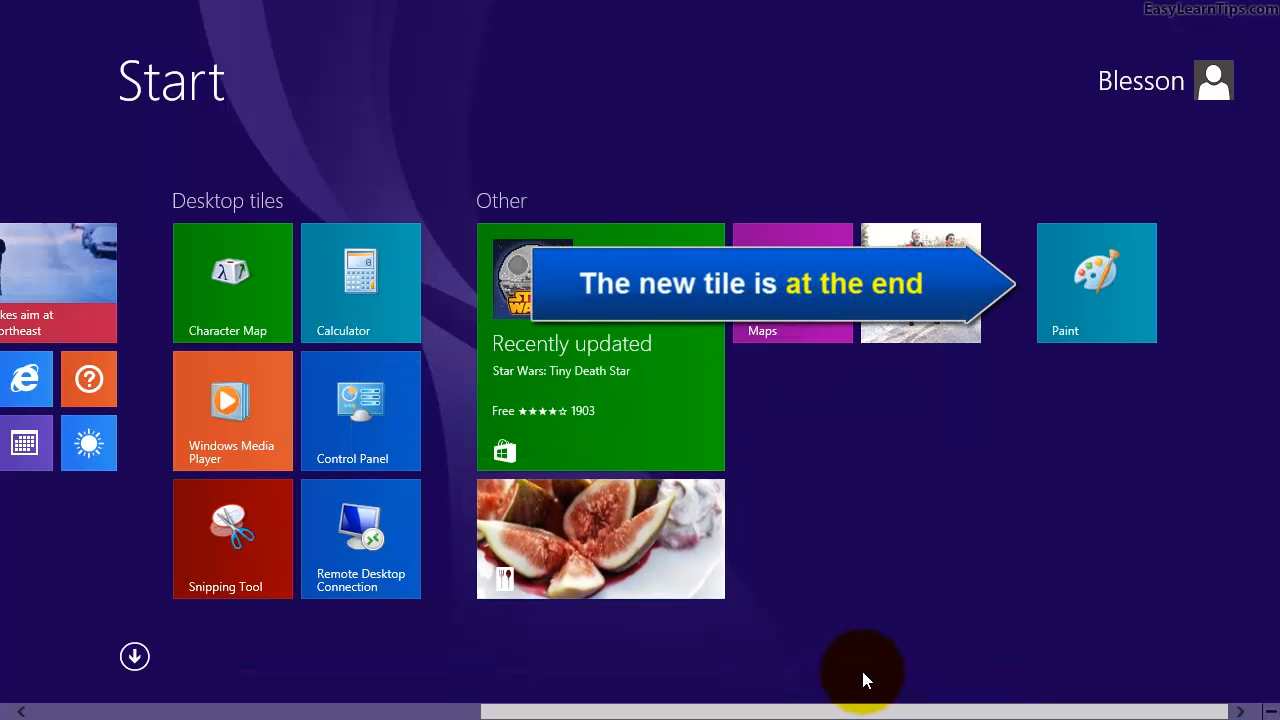 EasyLearnTips.com
Start
Blesson
Desktop tiles
Other
kes aim at
ortheast
Character Map
Calculator
The new tile is at the end
Maps
Paint
Recently updated
Star Wars: Tiny Death Star
Free ★★★★☆ 1903
Windows Media
Player
Control Panel
Snipping Tool
Remote Desktop
Connection